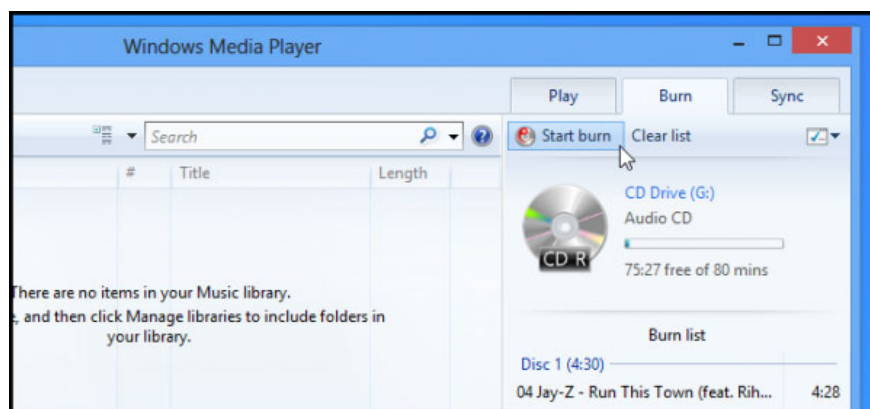 Windows Media Player
Play Burn Sync
Search Start burn Clear list
# Title Length
CD Drive (G:)
Audio CD
CD R
75:27 free of 80 mins
There are no items in your Music library.
, and then click Manage libraries to include folders in
your library.
Burn list
Disc 1 (4:30)
04 Jay-Z - Run This Town (feat. Rih... 4:28